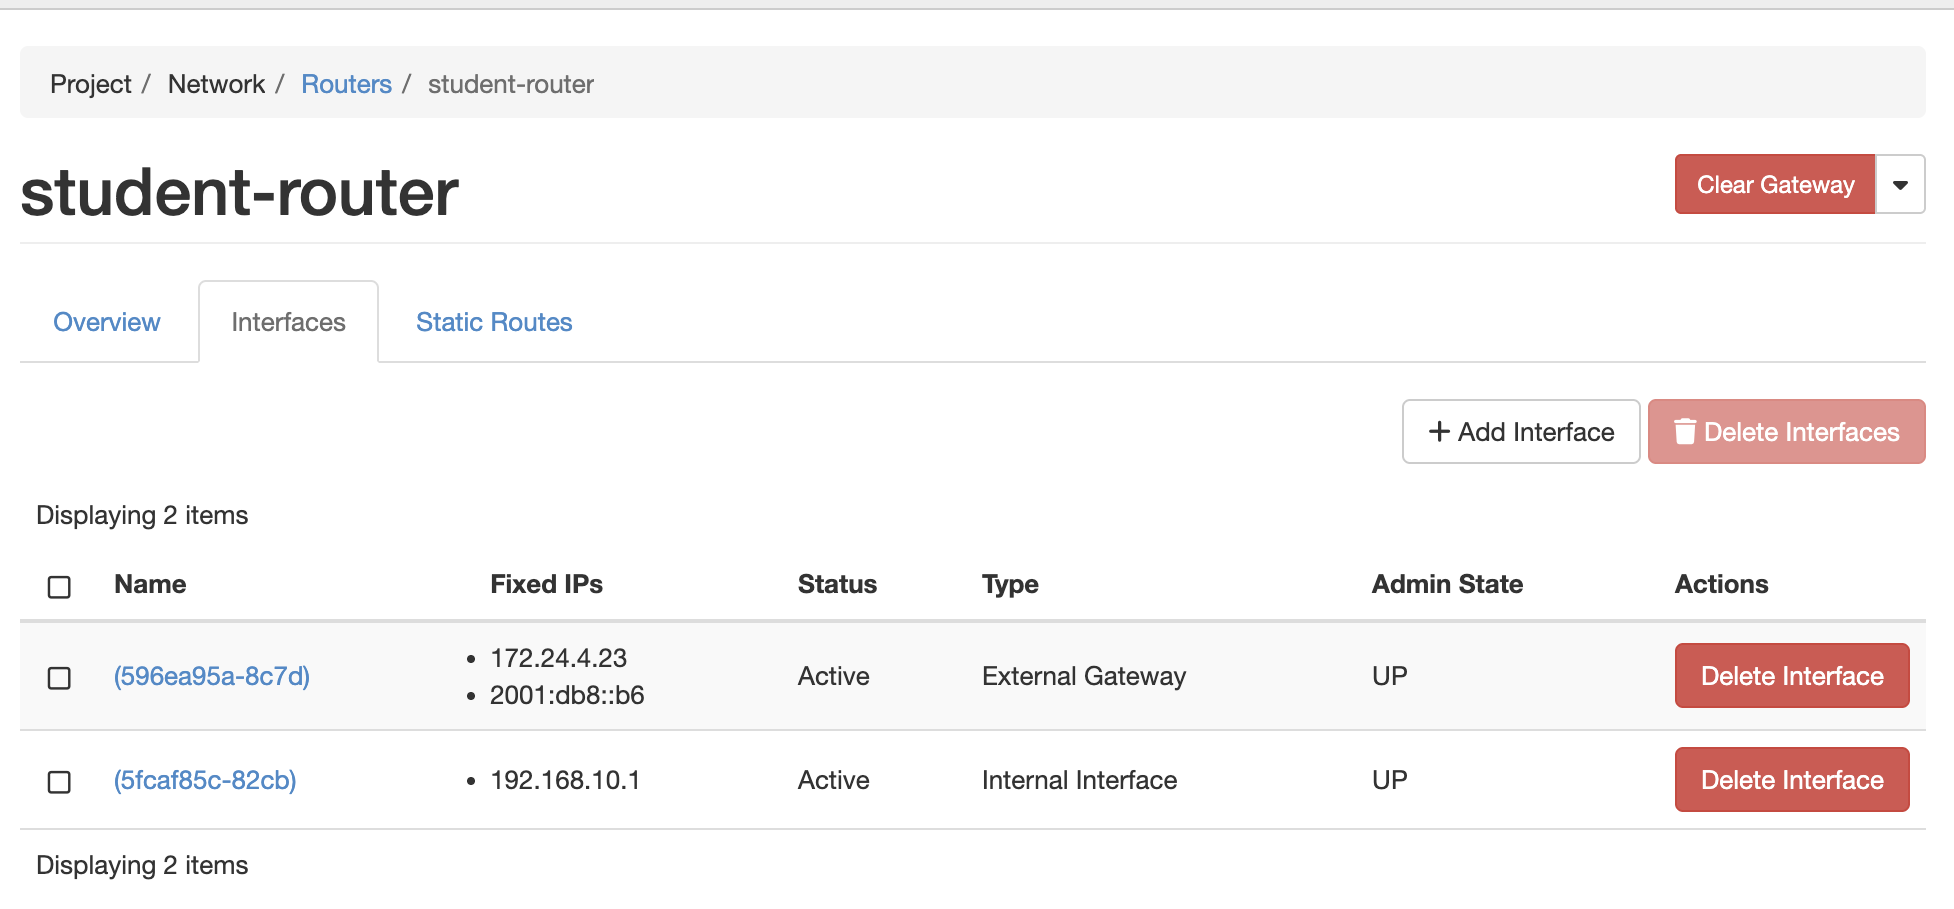 Project / Network / Routers / student-router
student-router
Clear Gateway
Overview Interfaces Static Routes
+ Add Interface Delete Interfaces
Displaying 2 items
Name Fixed IPs Status Type Admin State Actions
(596ea95a-8c7d) • 172.24.4.23 Active External Gateway UP Delete Interface
• 2001:db8::b6
(5fcaf85c-82cb) • 192.168.10.1 Active Internal Interface UP Delete Interface
Displaying 2 items